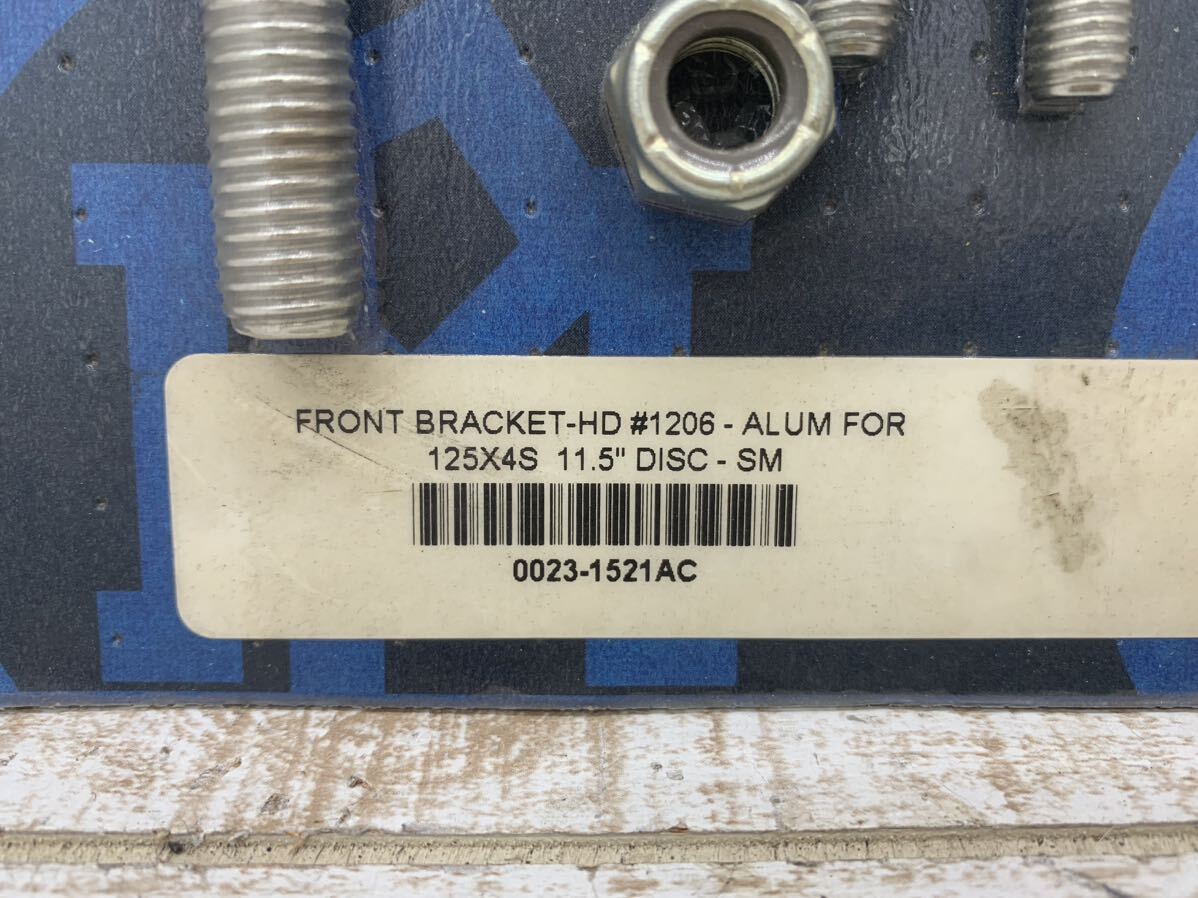 FRONT BRACKET-HD #1206 - ALUM FOR
125X4S 11.5" DISC - SM
0023-1521AC